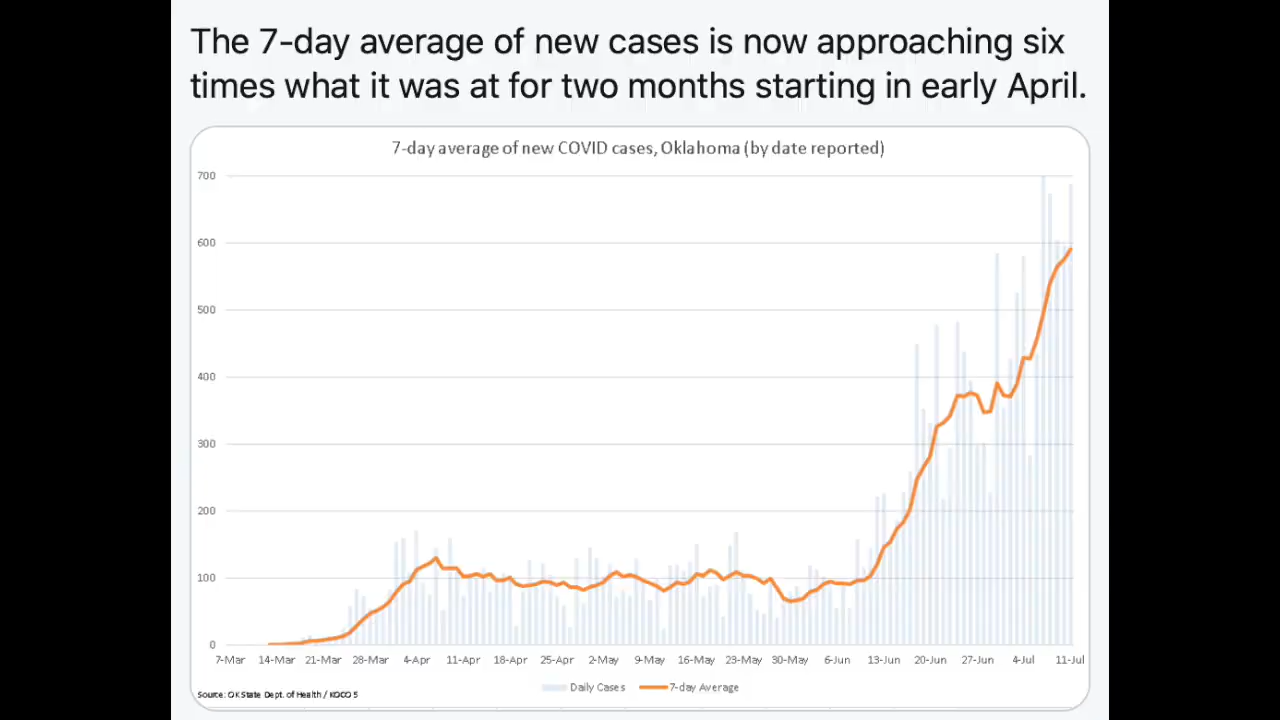 The 7-day average of new cases is now approaching six
times what it was at for two months starting in early April.
7-day average of new COVID cases, Oklahoma (by date reported)
700
600
500
400
300
200
100
0
7-Mar 14-Mar 21-Mar 28-Mar 4-Apr 11-Apr 18-Apr 25-Apr 2-May 9-May 16-May 23-May 30-May 6-Jun 13-Jun 20-Jun 27-Jun 4-Jul 11-Jul
Daily Cases 7-day Average
Source: OK State Dept. of Health / KOCO 5